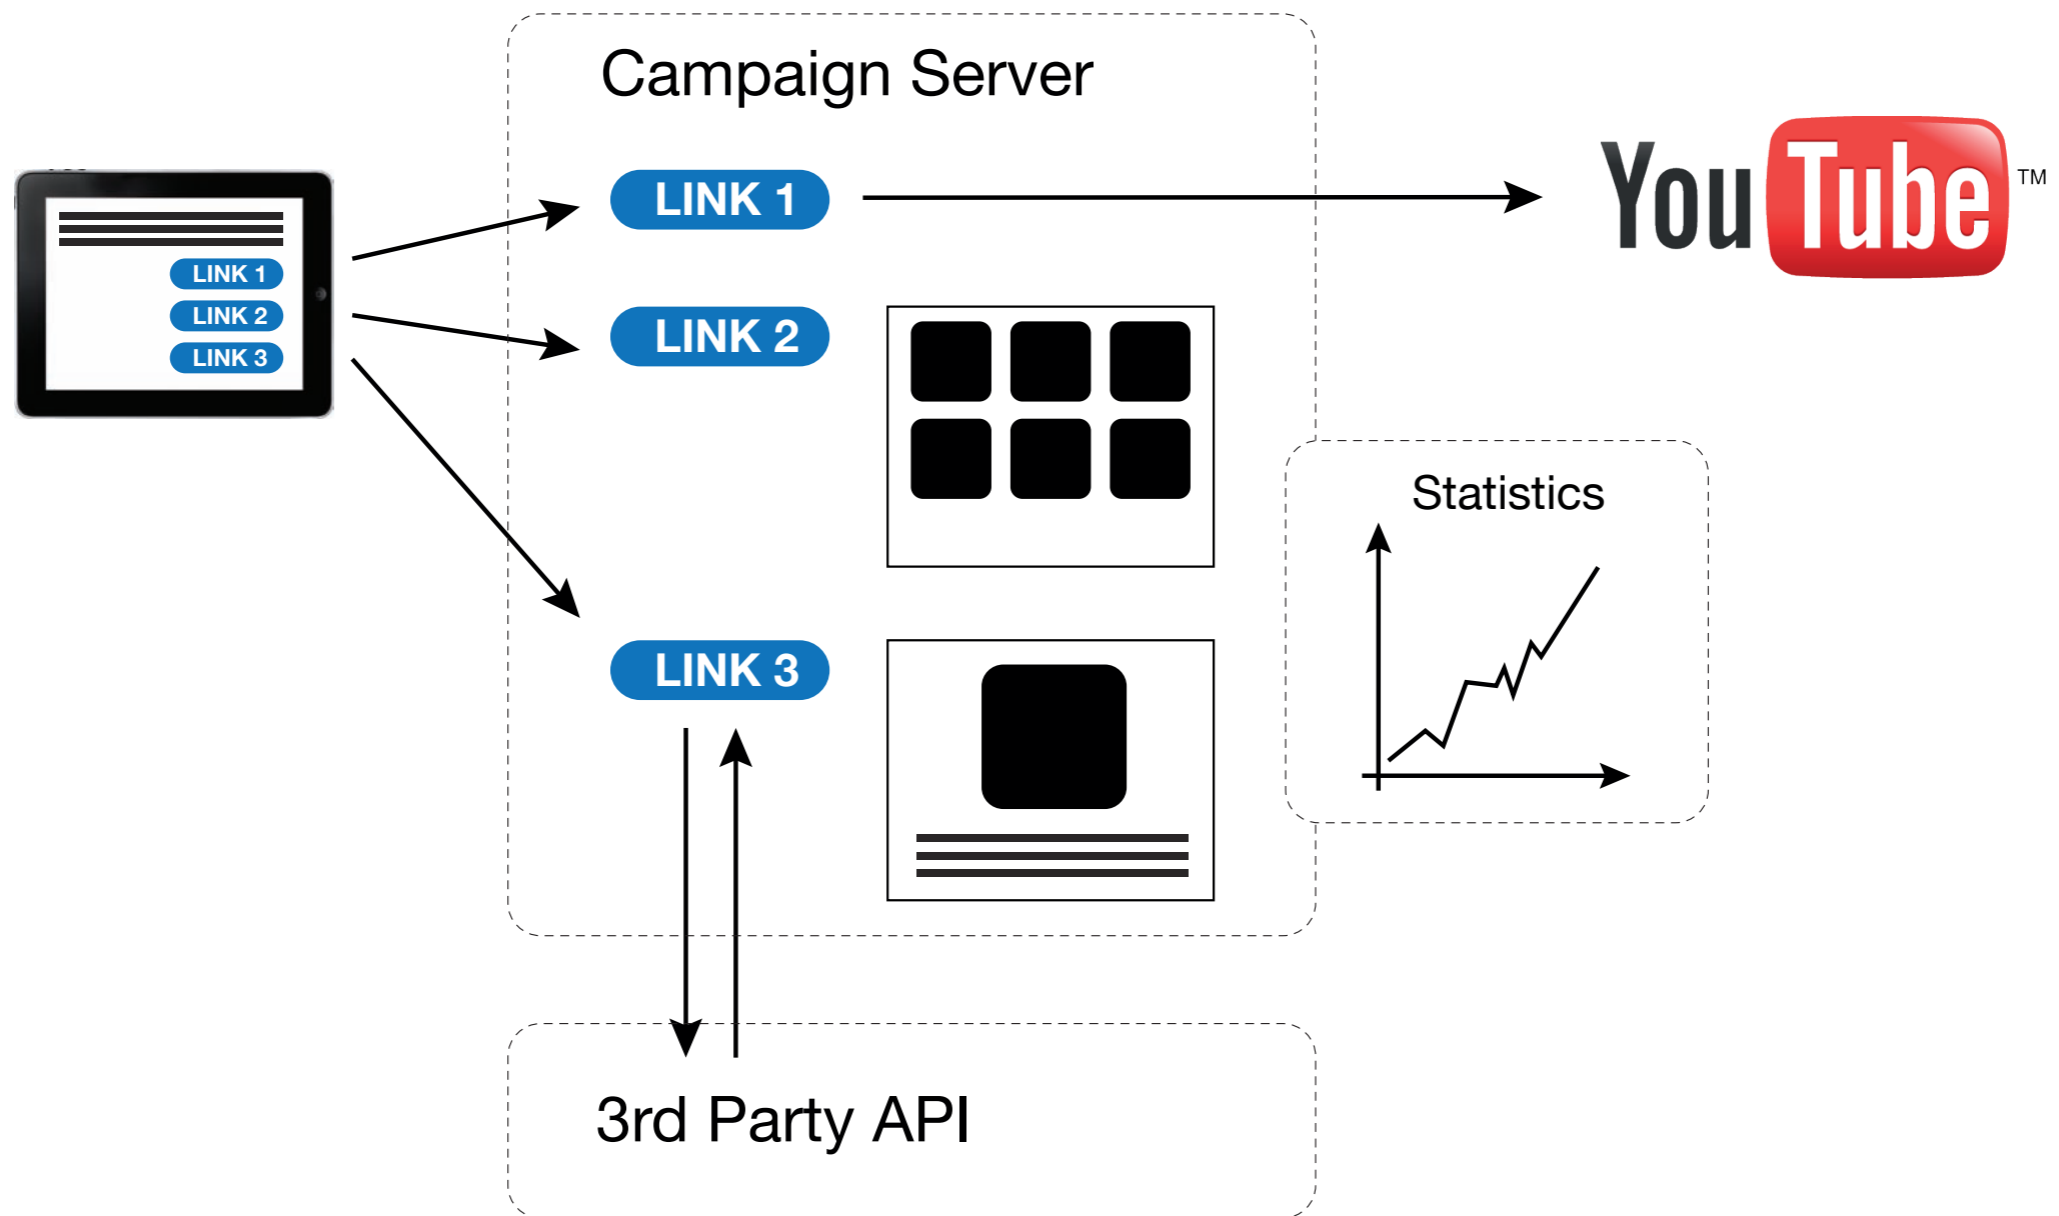 Campaign Server
LINK 1
LINK 2
LINK 3
LINK 1
YouTube™
LINK 2
Statistics
LINK 3
3rd Party API